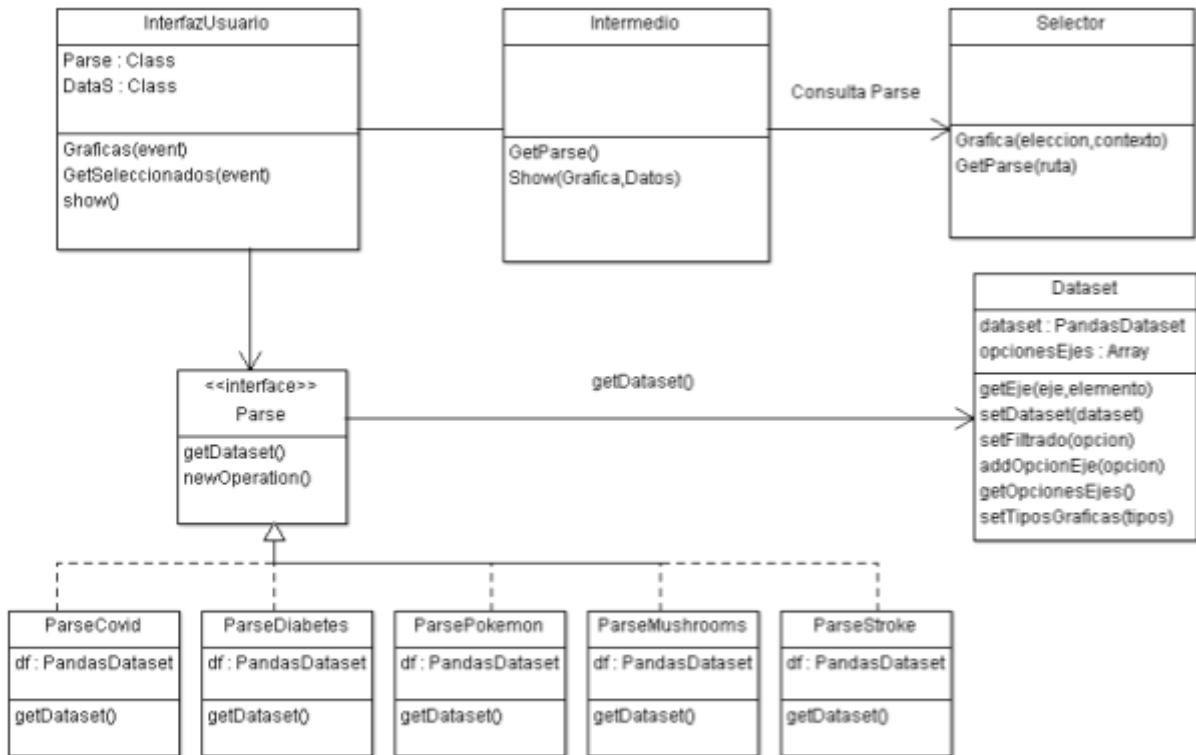 InterfazUsuario
Parse : Class
DataS : Class
Graficas(event)
GetSeleccionados(event)
show()
Intermedio
GetParse()
Show(Grafica,Datos)
Consulta Parse
Selector
Grafica(eleccion,contexto)
GetParse(ruta)
<<interface>>
Parse
getDataset()
newOperation()
getDataset()
Dataset
dataset : PandasDataset
opcionesEjes : Array
getEje(eje,elemento)
setDataset(dataset)
setFiltrado(opcion)
addOpcionEje(opcion)
getOpcionesEjes()
setTiposGraficas(tipos)
ParseCovid
df : PandasDataset
getDataset()
ParseDiabetes
df : PandasDataset
getDataset()
ParsePokemon
df : PandasDataset
getDataset()
ParseMushrooms
df : PandasDataset
getDataset()
ParseStroke
df : PandasDataset
getDataset()